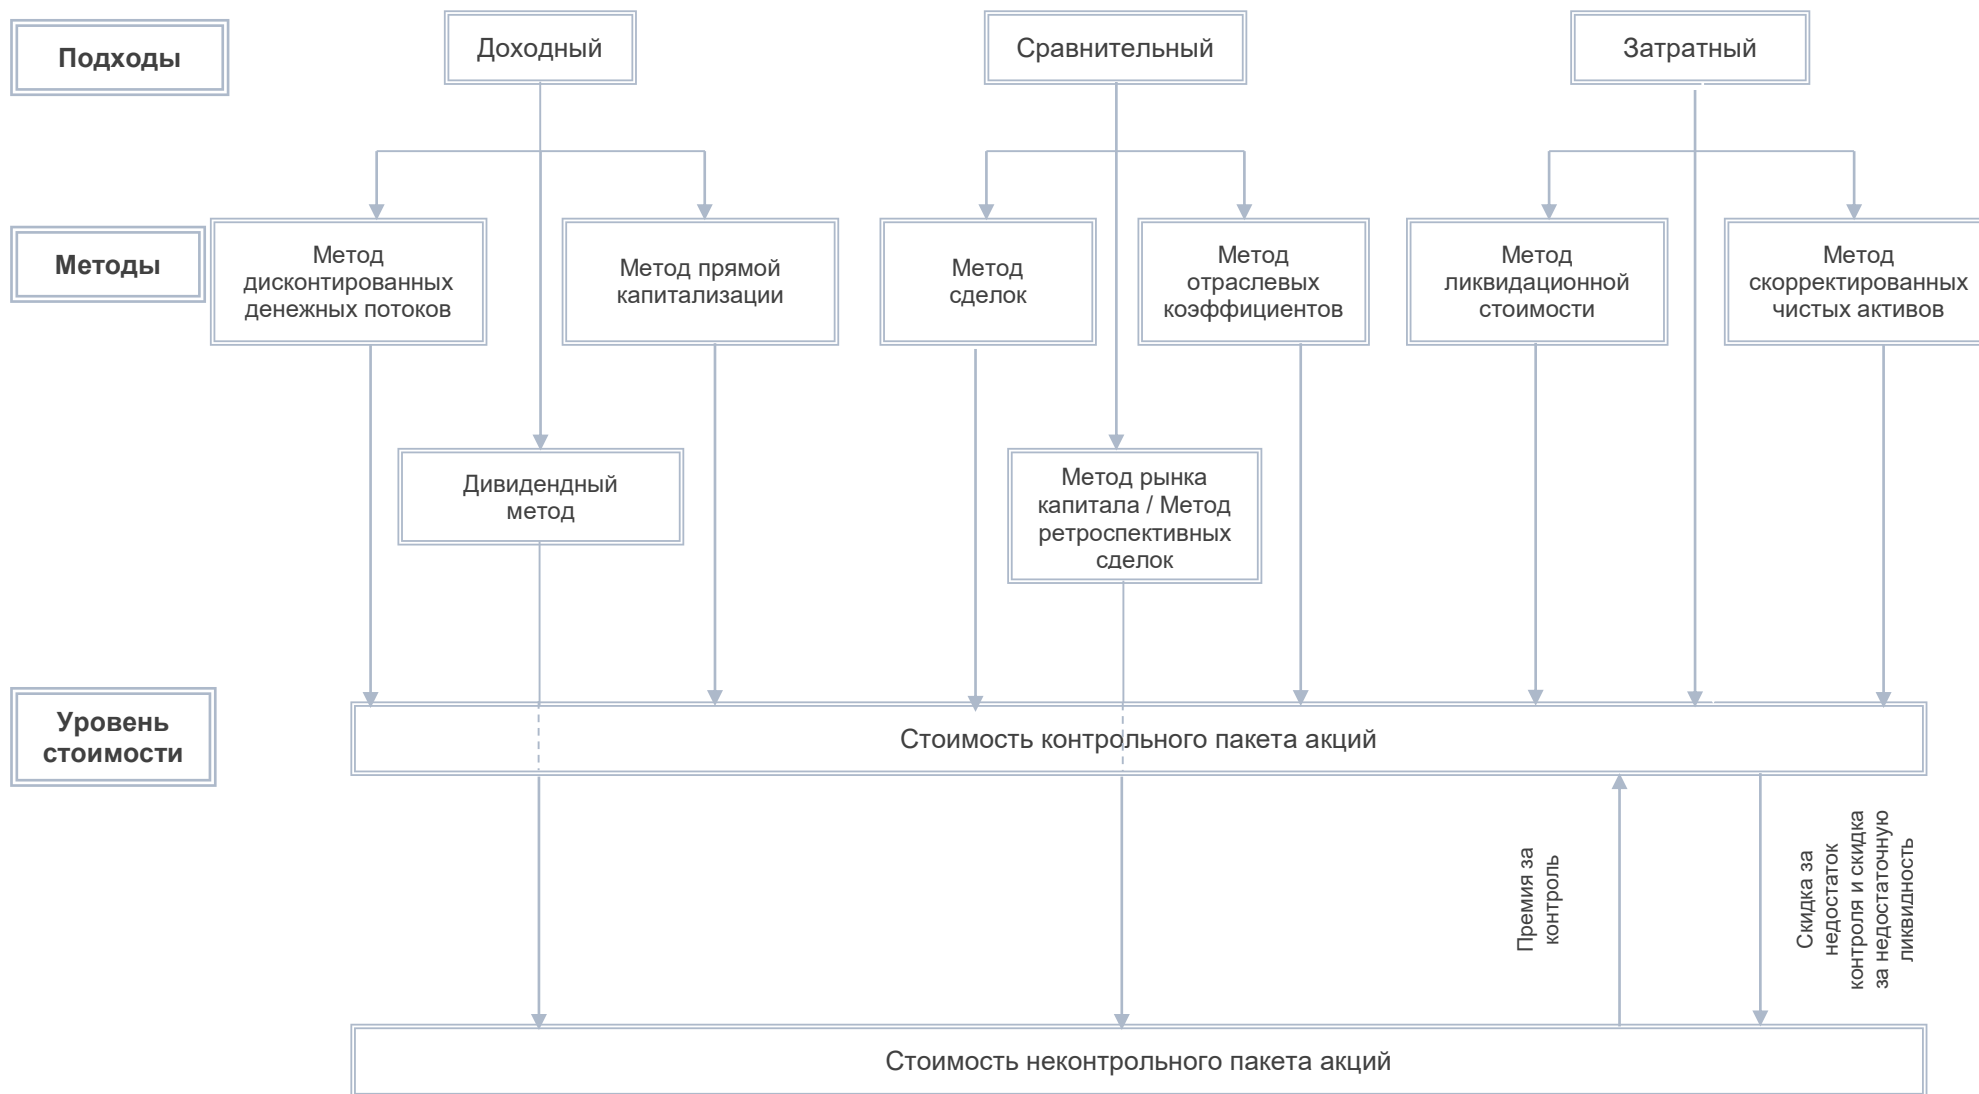 Подходы
Доходный
Сравнительный
Затратный
Методы
Метод
дисконтированных
денежных потоков
Метод прямой
капитализации
Метод
сделок
Метод
отраслевых
коэффициентов
Метод
ликвидационной
стоимости
Метод
скорректированных
чистых активов
Дивидендный
метод
Метод рынка
капитала / Метод
ретроспективных
сделок
Уровень
стоимости
Стоимость контрольного пакета акций
Премия за
контроль
Скидка за
недостаток
контроля и скидка
за недостаточную
ликвидность
Стоимость неконтрольного пакета акций